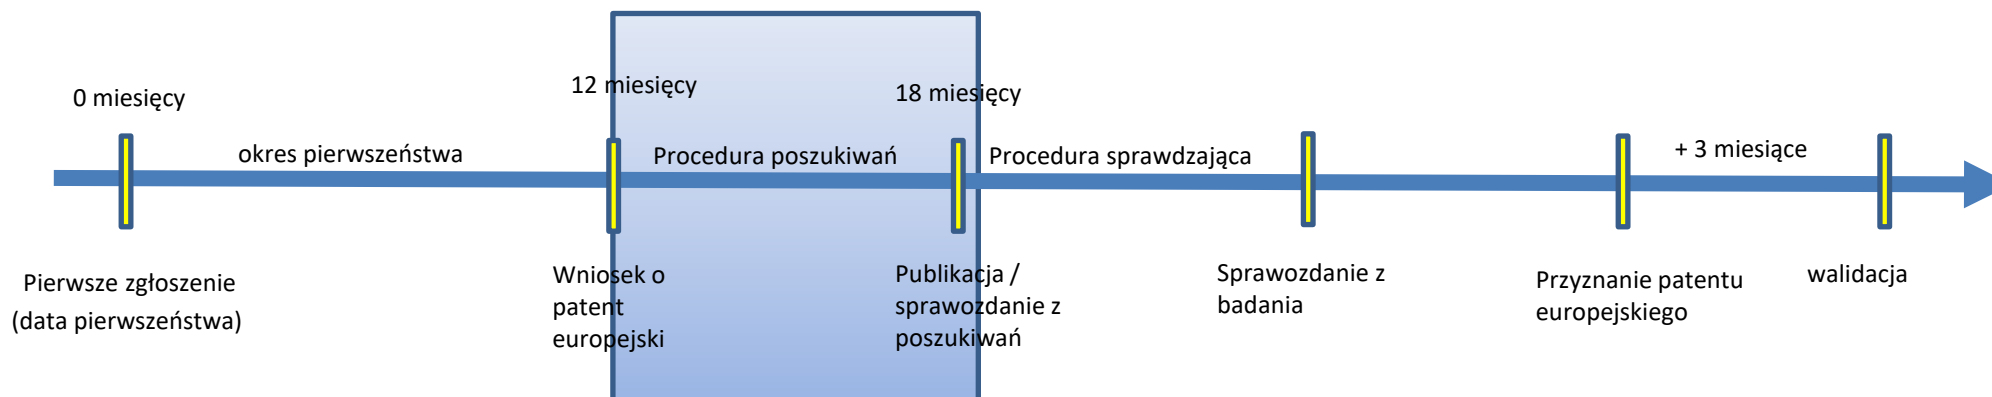 0 miesięcy
12 miesięcy
18 miesięcy
okres pierwszeństwa
Procedura poszukiwań
Procedura sprawdzająca
+ 3 miesiące
Pierwsze zgłoszenie
(data pierwszeństwa)
Wniosek o
patent
europejski
Publikacja /
sprawozdanie z
poszukiwań
Sprawozdanie z
badania
Przyznanie patentu
europejskiego
walidacja